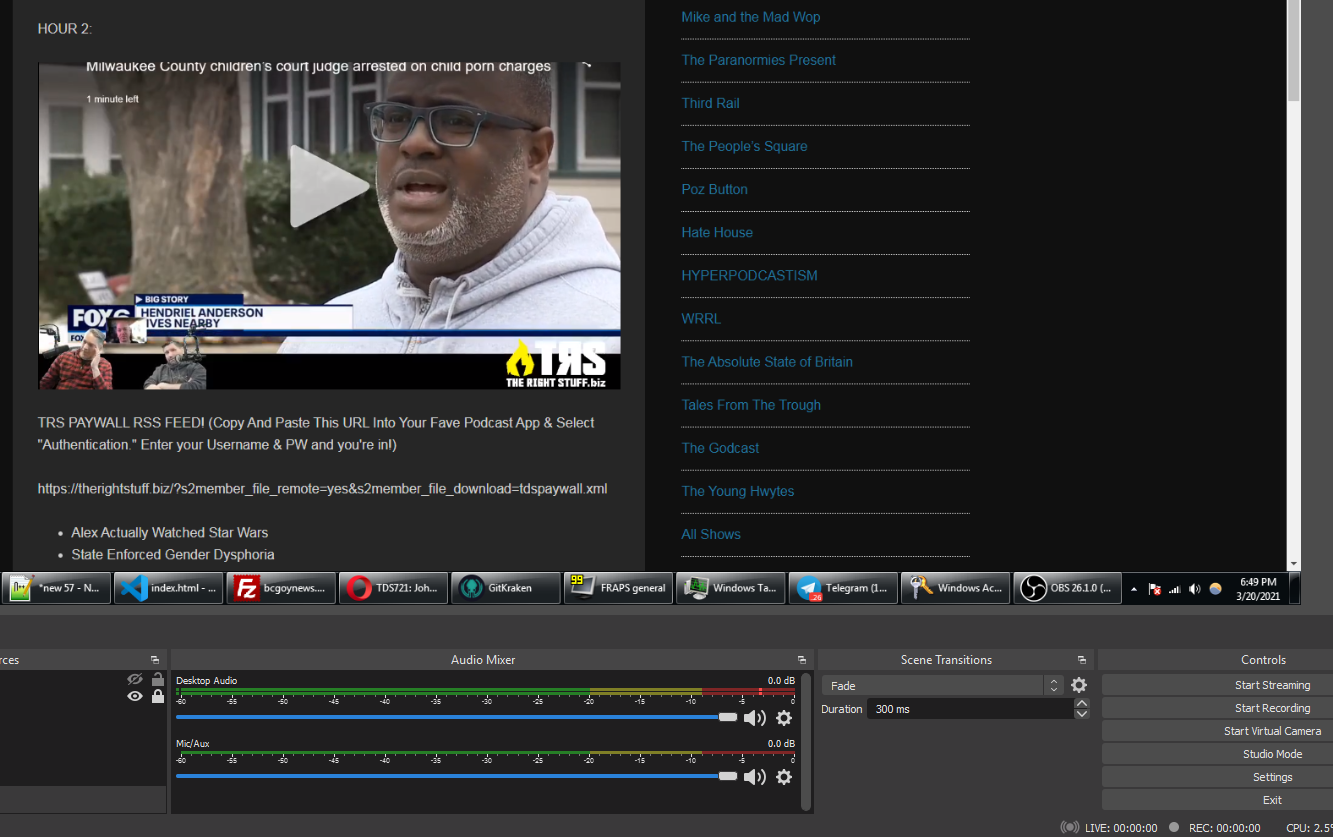 HOUR 2:
Milwaukee County children's court judge arrested on child porn charges
1 minute left
BIG STORY
FOX6
HENDRIEL ANDERSON
LIVES NEARBY
TRS
THE RIGHT STUFF.biz
TRS PAYWALL RSS FEED! (Copy And Paste This URL Into Your Fave Podcast App & Select
"Authentication." Enter your Username & PW and you're in!)
https://therightstuff.biz/?s2member_file_remote=yes&s2member_file_download=tdspaywall.xml
• Alex Actually Watched Star Wars
• State Enforced Gender Dysphoria
Mike and the Mad Wop
The Paranormies Present
Third Rail
The People's Square
Poz Button
Hate House
HYPERPODCASTISM
WRRL
The Absolute State of Britain
Tales From The Trough
The Godcast
The Young Hwytes
All Shows
*new 57 - N...
index.html - ...
bcgoynews....
TDS721: Joh...
GitKraken
99
FRAPS general
Windows Ta...
26
Telegram (1...
Windows Ac...
OBS 26.1.0 (...
6:49 PM
3/20/2021
rces
Audio Mixer
Scene Transitions
Controls
Desktop Audio
0.0 dB
-60 -55 -50 -45 -40 -35 -30 -25 -20 -15 -10 -5 0
Mic/Aux
0.0 dB
-60 -55 -50 -45 -40 -35 -30 -25 -20 -15 -10 -5 0
Fade
Duration
300 ms
Start Streaming
Start Recording
Start Virtual Camera
Studio Mode
Settings
Exit
LIVE: 00:00:00
REC: 00:00:00
CPU: 2.5